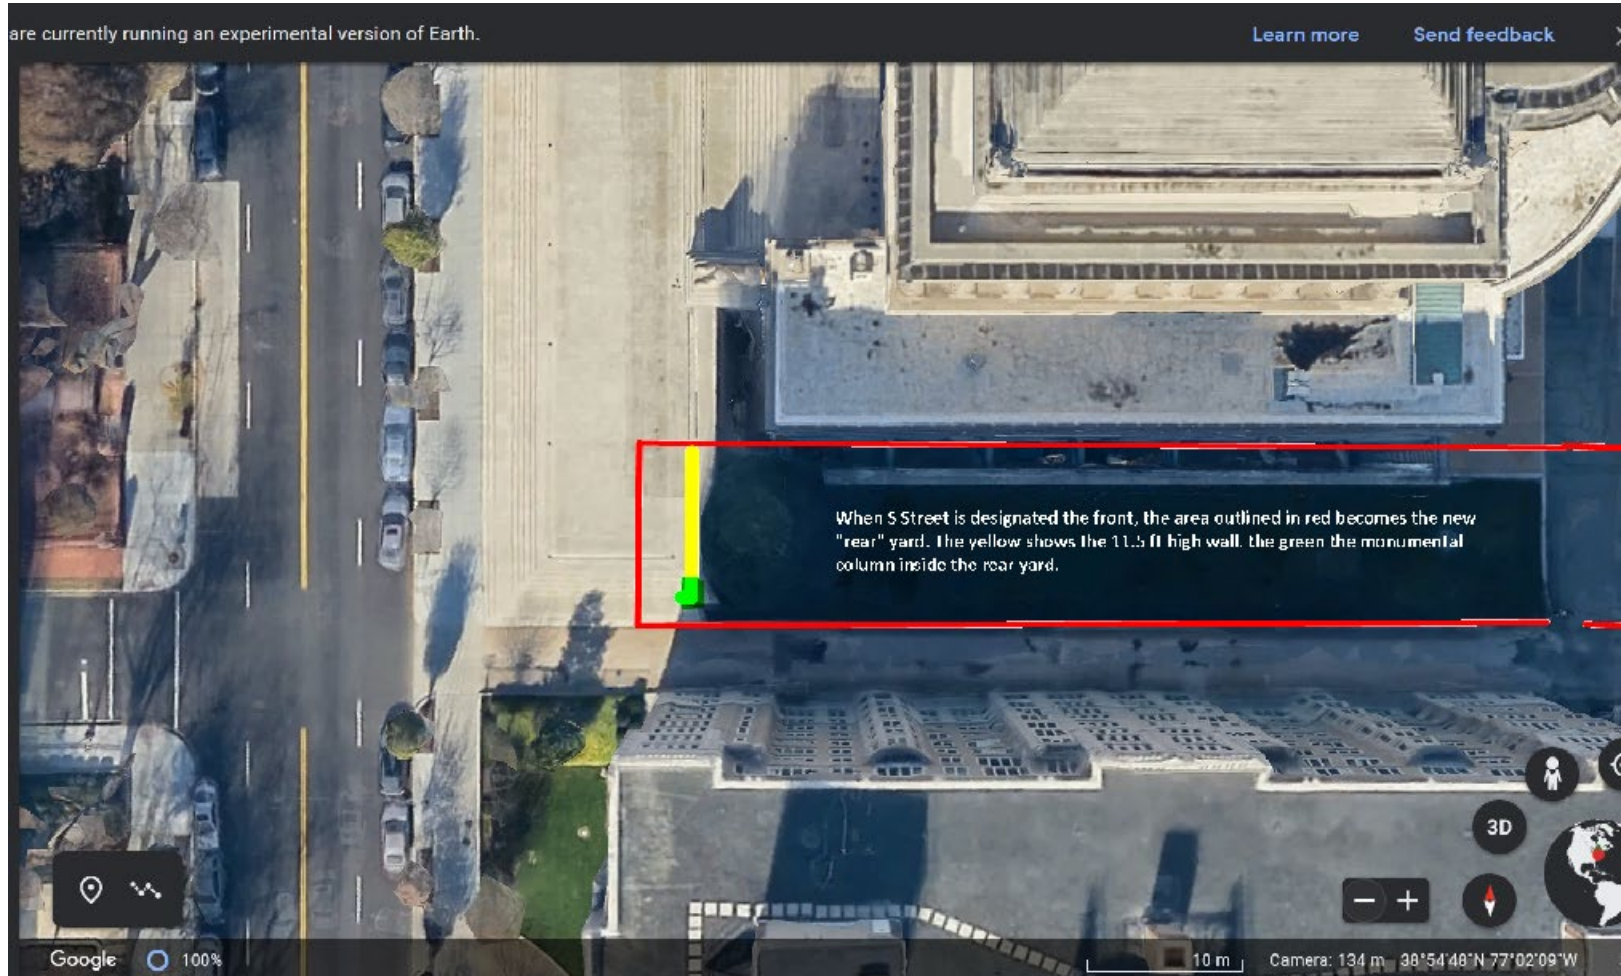 are currently running an experimental version of Earth.
Learn more
Send feedback
When S Street is designated the front, the area outlined in red becomes the new
"rear" yard. The yellow shows the 11.5 ft high wall. the green the monumental
column inside the rear yard.
3D
Google
100%
10 m
Camera: 134 m
38°54'48"N 77°02'09"W